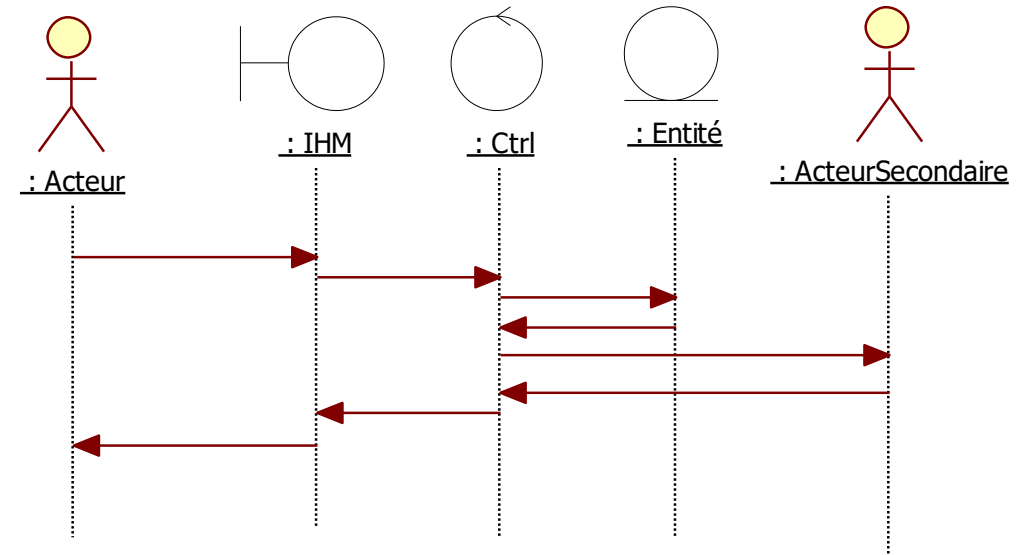 : Acteur
: IHM
: Ctrl
: Entité
: ActeurSecondaire